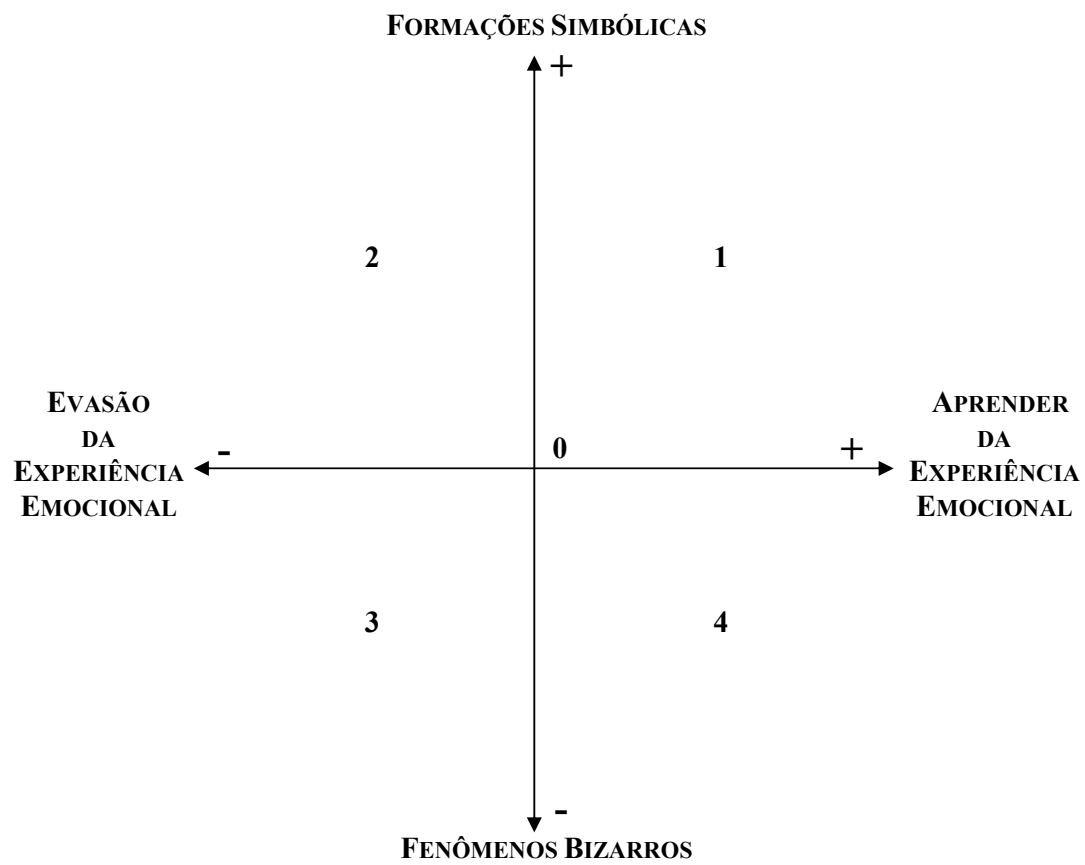 FORMAÇÕES SIMBÓLICAS
+
2
1
EVASÃO
DA
EXPERIÊNCIA
EMOCIONAL
-
0
+
APRENDER
DA
EXPERIÊNCIA
EMOCIONAL
3
4
-
FENÔMENOS BIZARROS